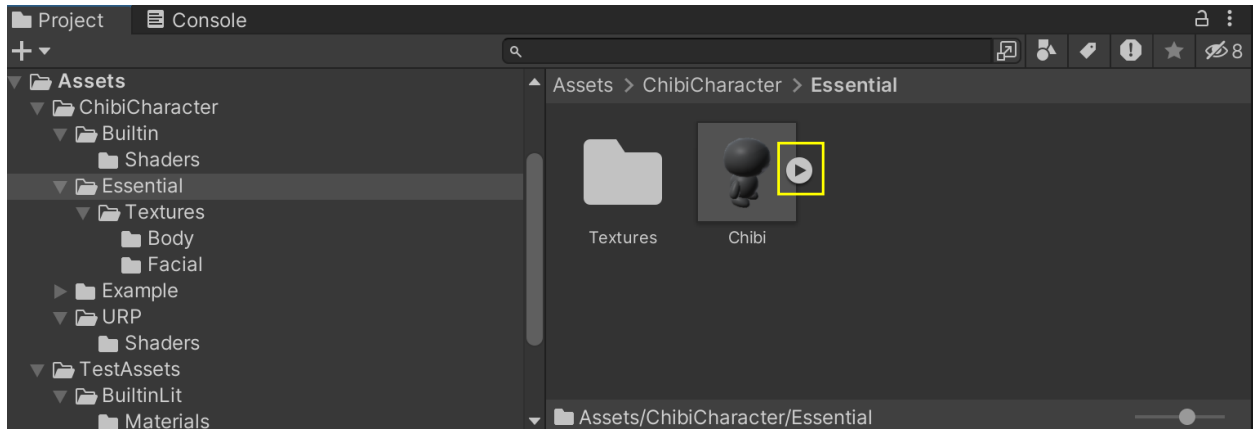 Project Console
8
Assets
ChibiCharacter
Builtin
Shaders
Essential
Textures
Body
Facial
Example
URP
Shaders
TestAssets
BuiltinLit
Materials
Assets > ChibiCharacter > Essential
Textures Chibi
Assets/ChibiCharacter/Essential